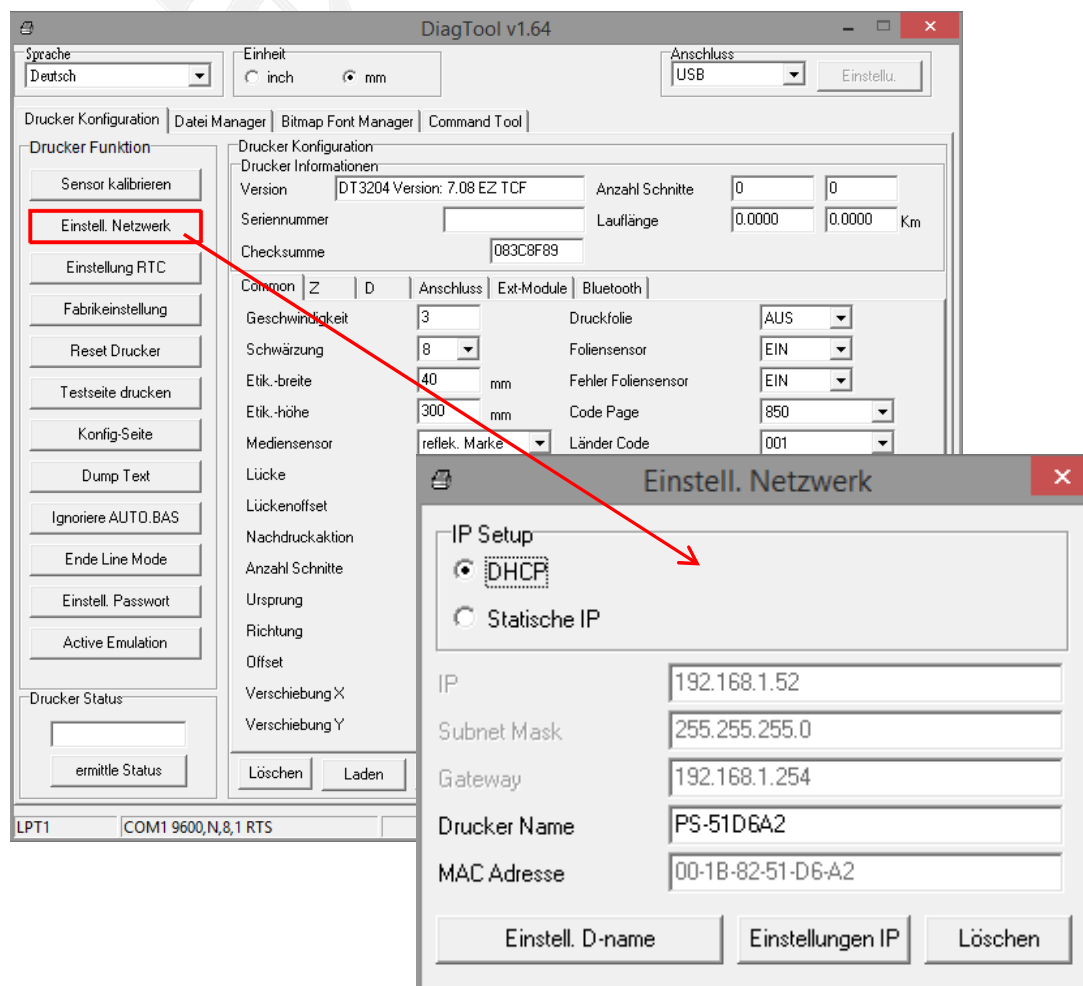 DiagTool v1.64
Sprache
Deutsch
Einheit
inch mm
Anschluss
USB
Einstellu.
Drucker Konfiguration Datei Manager Bitmap Font Manager Command Tool
Drucker Funktion
Sensor kalibrieren
Einstell. Netzwerk
Einstellung RTC
Fabrikeinstellung
Reset Drucker
Testseite drucken
Konfig-Seite
Dump Text
Ignoriere AUTO.BAS
Ende Line Mode
Einstell. Passwort
Active Emulation
Drucker Status
ermittle Status
Drucker Konfiguration
Drucker Informationen
Version DT3204 Version: 7.08 EZ TCF Anzahl Schnitte 0 0
Seriennummer Lauflänge 0.0000 0.0000 Km
Checksumme 083C8F89
Common Z D Anschluss Ext-Module Bluetooth
Geschwindigkeit 3 Druckfolie AUS
Schwärzung 8 Foliensensor EIN
Etik.-breite 40 mm Fehler Foliensensor EIN
Etik.-höhe 300 mm Code Page 850
Mediensensor reflek. Marke Länder Code 001
Lücke
Lückenoffset
Nachdruckaktion
Anzahl Schnitte
Ursprung
Richtung
Offset
Verschiebung X
Verschiebung Y
Löschen Laden
LPT1 COM1 9600,N,8,1 RTS
Einstell. Netzwerk
IP Setup
DHCP
Statische IP
IP 192.168.1.52
Subnet Mask 255.255.255.0
Gateway 192.168.1.254
Drucker Name PS-51D6A2
MAC Adresse 00-1B-82-51-D6-A2
Einstell. D-name Einstellungen IP Löschen